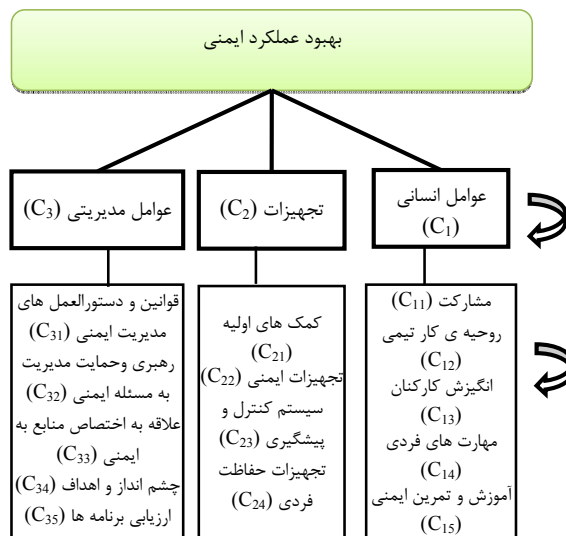 بهبود عملکرد ایمنی
عوامل انسانی
(C1)
تجهیزات (C2)
عوامل مدیریتی (C3)
مشارکت (C11)
روحیه ی کار تیمی
(C12)
انگیزش کارکنان
(C13)
مهارت های فردی
(C14)
آموزش و تمرین ایمنی
(C15)
کمک های اولیه
(C21)
تجهیزات ایمنی (C22)
سیستم کنترل و
پیشگیری (C23)
تجهیزات حفاظت
فردی (C24)
قوانین و دستورالعمل های
مدیریت ایمنی (C31)
رهبری وحمایت مدیریت
به مسئله ایمنی (C32)
علاقه به اختصاص منابع به
ایمنی (C33)
چشم انداز و اهداف (C34)
ارزیابی برنامه ها (C35)